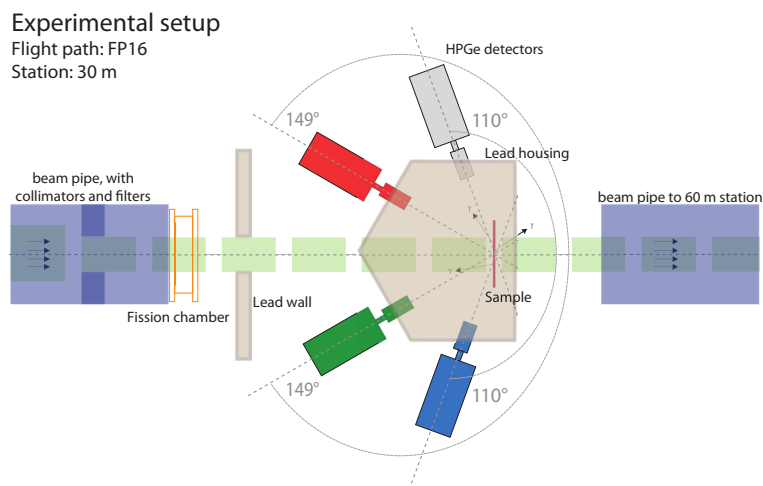 Experimental setup
Flight path: FP16
Station: 30 m
HPGe detectors
149°
110°
Lead housing
beam pipe, with
collimators and filters
beam pipe to 60 m station
γ
γ
γ
Sample
Lead wall
Fission chamber
149°
110°